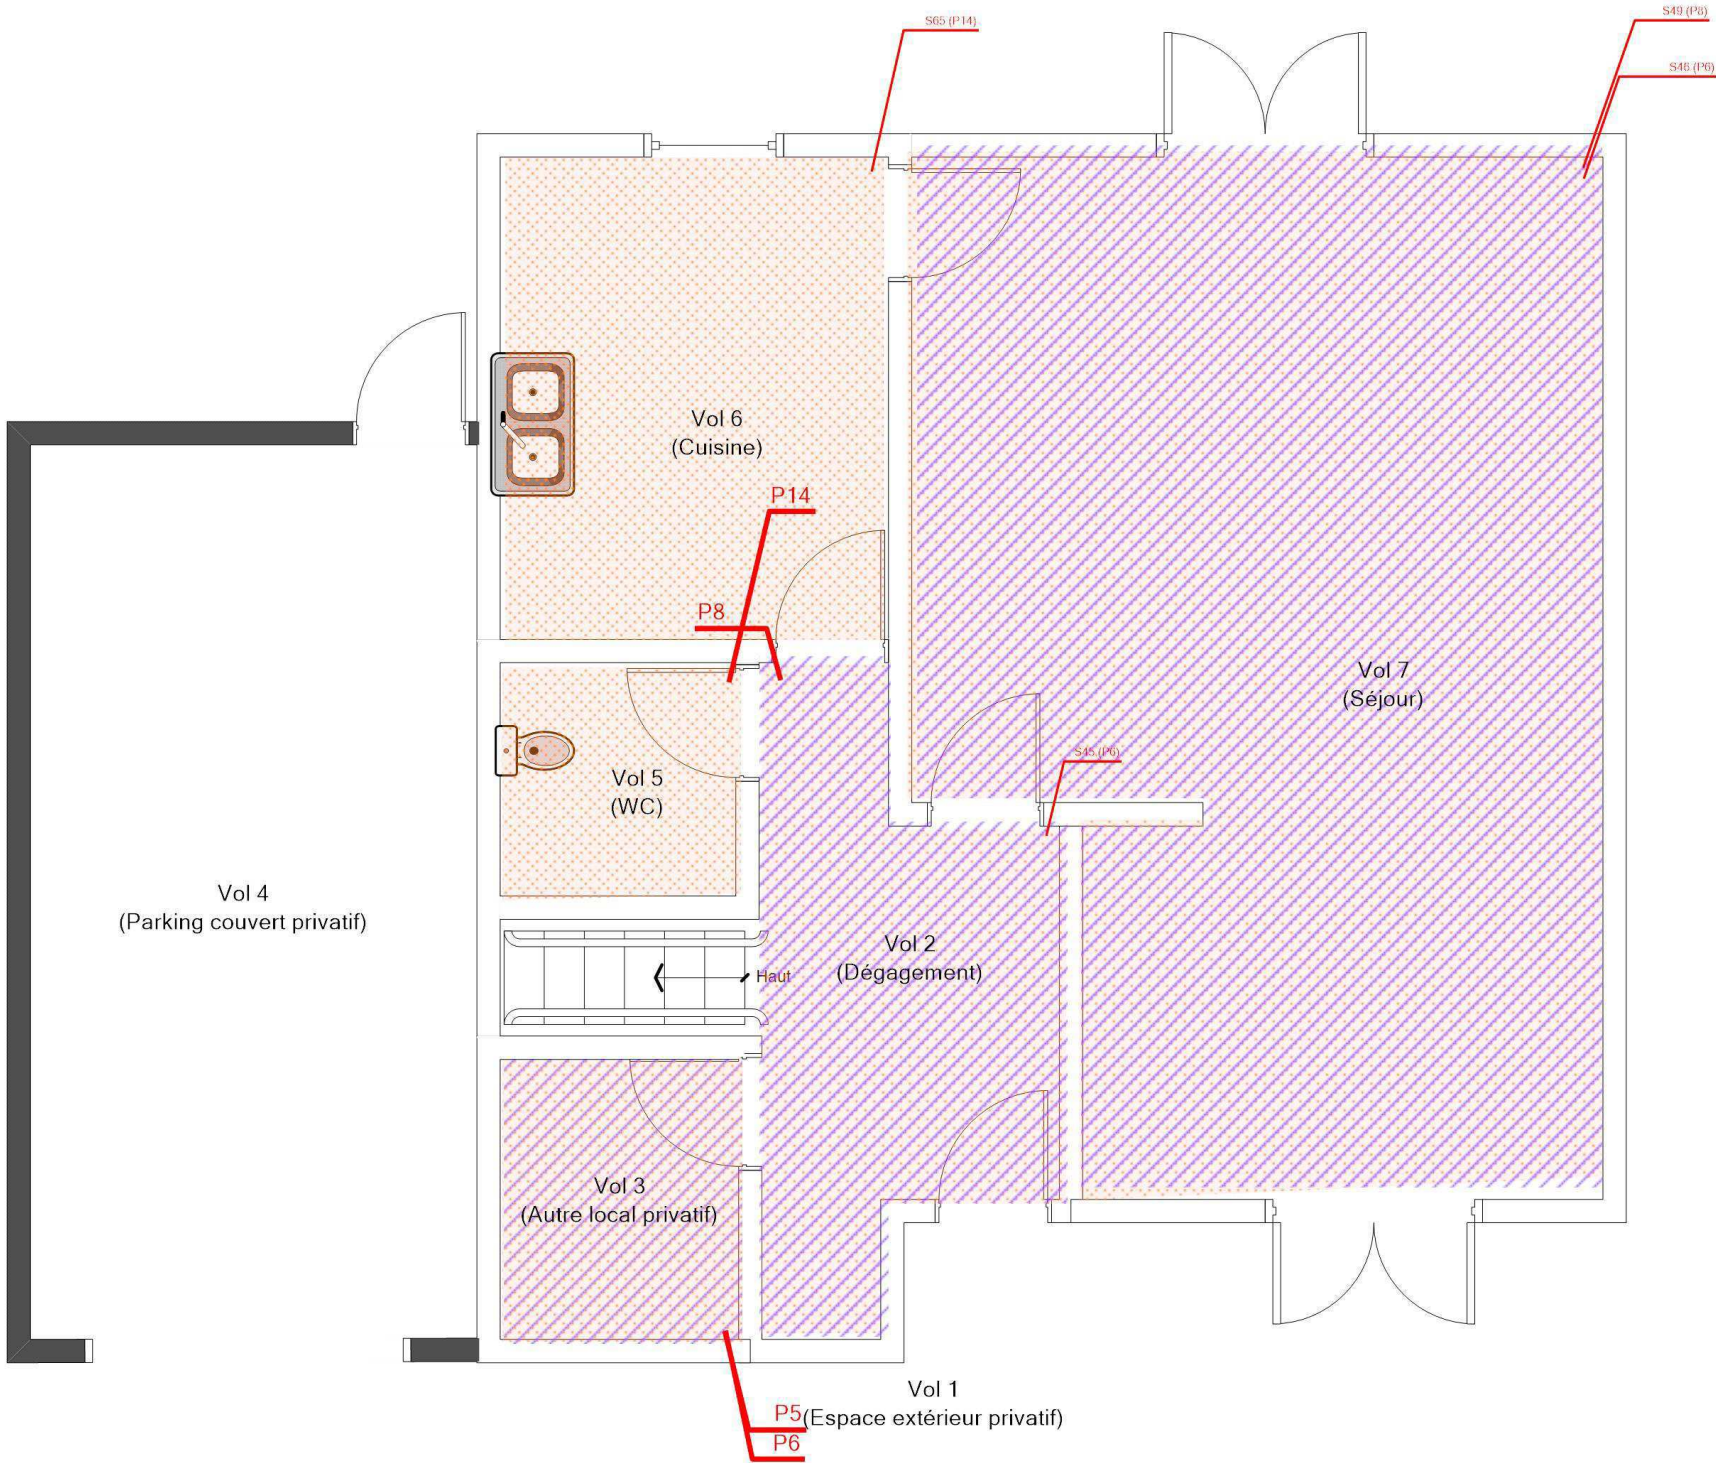 S65 (P14)
S49 (P8)
S46 (P6)
Vol 6
(Cuisine)
P14
P8
Vol 7
(Séjour)
S45 (P6)
Vol 5
(WC)
Vol 4
(Parking couvert privatif)
Vol 2
(Dégagement)
Haut
Vol 3
(Autre local privatif)
Vol 1
(Espace extérieur privatif)
P5
P6